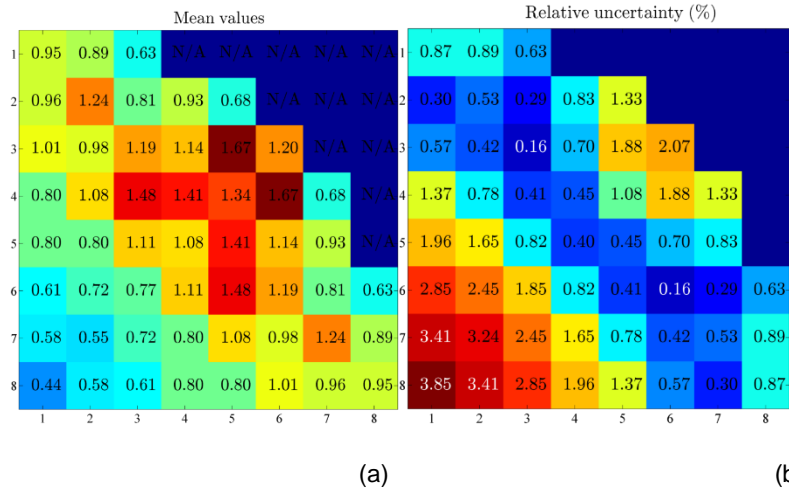 Mean values
1 0.95 0.89 0.63 N/A N/A N/A N/A N/A
2 0.96 1.24 0.81 0.93 0.68 N/A N/A N/A
3 1.01 0.98 1.19 1.14 1.67 1.20 N/A N/A
4 0.80 1.08 1.48 1.41 1.34 1.67 0.68 N/A
5 0.80 0.80 1.11 1.08 1.41 1.14 0.93 N/A
6 0.61 0.72 0.77 1.11 1.48 1.19 0.81 0.63
7 0.58 0.55 0.72 0.80 1.08 0.98 1.24 0.89
8 0.44 0.58 0.61 0.80 0.80 1.01 0.96 0.95
1 2 3 4 5 6 7 8
(a)
Relative uncertainty (%)
1 0.87 0.89 0.63
2 0.30 0.53 0.29 0.83 1.33
3 0.57 0.42 0.16 0.70 1.88 2.07
4 1.37 0.78 0.41 0.45 1.08 1.88 1.33
5 1.96 1.65 0.82 0.40 0.45 0.70 0.83
6 2.85 2.45 1.85 0.82 0.41 0.16 0.29 0.63
7 3.41 3.24 2.45 1.65 0.78 0.42 0.53 0.89
8 3.85 3.41 2.85 1.96 1.37 0.57 0.30 0.87
1 2 3 4 5 6 7 8